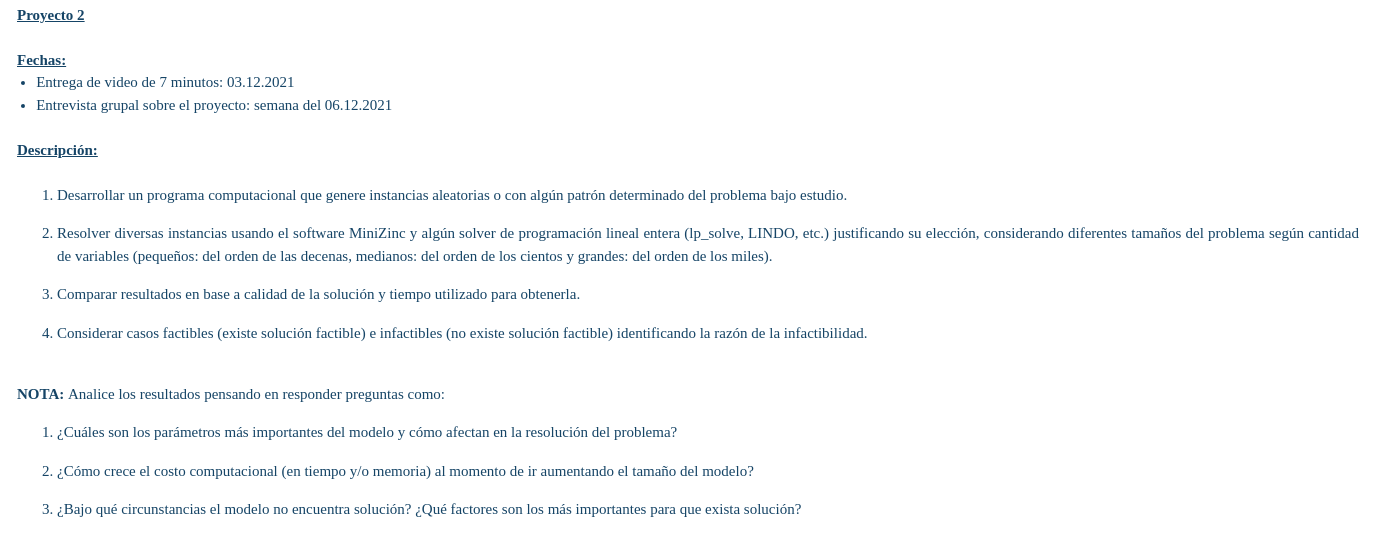 Proyecto 2
Fechas:
• Entrega de video de 7 minutos: 03.12.2021
• Entrevista grupal sobre el proyecto: semana del 06.12.2021
Descripción:
1. Desarrollar un programa computacional que genere instancias aleatorias o con algún patrón determinado del problema bajo estudio.
2. Resolver diversas instancias usando el software MiniZinc y algún solver de programación lineal entera (lp_solve, LINDO, etc.) justificando su elección, considerando diferentes tamaños del problema según cantidad
de variables (pequeños: del orden de las decenas, medianos: del orden de los cientos y grandes: del orden de los miles).
3. Comparar resultados en base a calidad de la solución y tiempo utilizado para obtenerla.
4. Considerar casos factibles (existe solución factible) e infactibles (no existe solución factible) identificando la razón de la infactibilidad.
NOTA: Analice los resultados pensando en responder preguntas como:
1. ¿Cuáles son los parámetros más importantes del modelo y cómo afectan en la resolución del problema?
2. ¿Cómo crece el costo computacional (en tiempo y/o memoria) al momento de ir aumentando el tamaño del modelo?
3. ¿Bajo qué circunstancias el modelo no encuentra solución? ¿Qué factores son los más importantes para que exista solución?